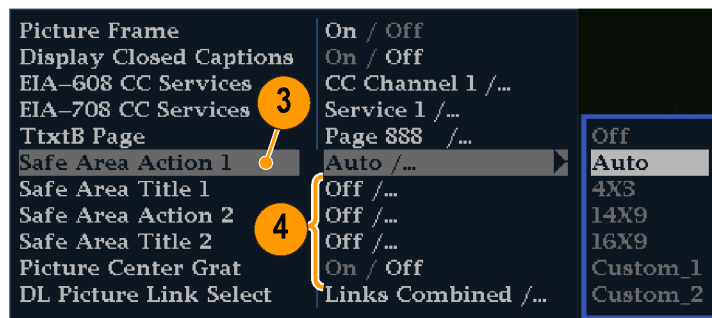 Picture Frame On / Off
Display Closed Captions On / Off
EIA–608 CC Services CC Channel 1 /...
EIA–708 CC Services Service 1 /...
3
TtxtB Page Page 888 /...
Off
Safe Area Action 1 Auto /...
Auto
Safe Area Title 1 Off /...
4X3
Safe Area Action 2 Off /...
14X9
4
Safe Area Title 2 Off /...
16X9
Picture Center Grat On / Off
Custom_1
DL Picture Link Select Links Combined /...
Custom_2